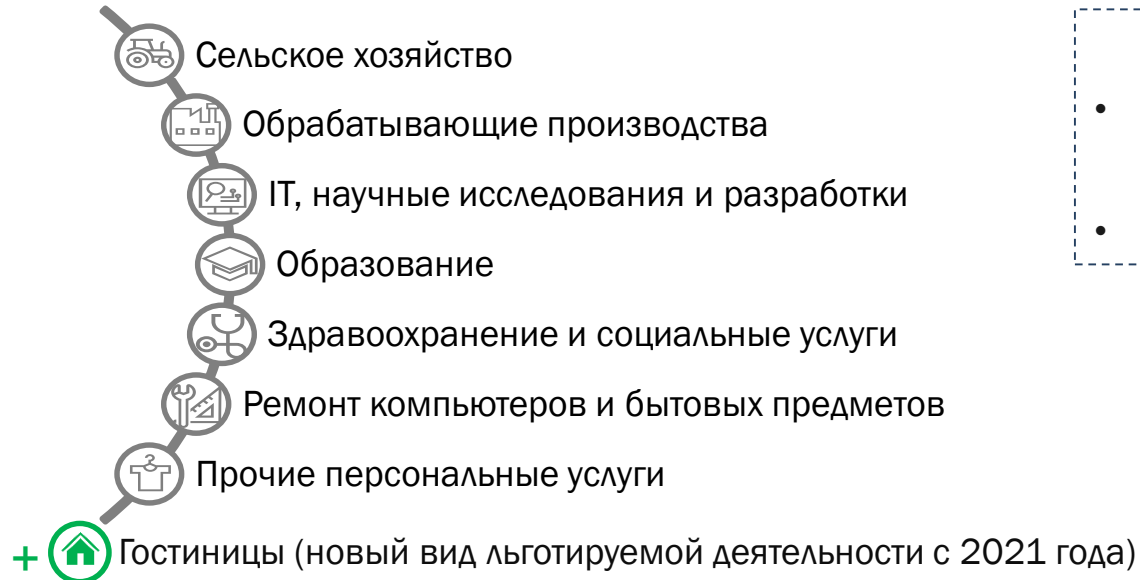 Сельское хозяйство
Обрабатывающие производства
IT, научные исследования и разработки
Образование
Здравоохранение и социальные услуги
Ремонт компьютеров и бытовых предметов
Прочие персональные услуги
+ Гостиницы (новый вид льготируемой деятельности с 2021 года)